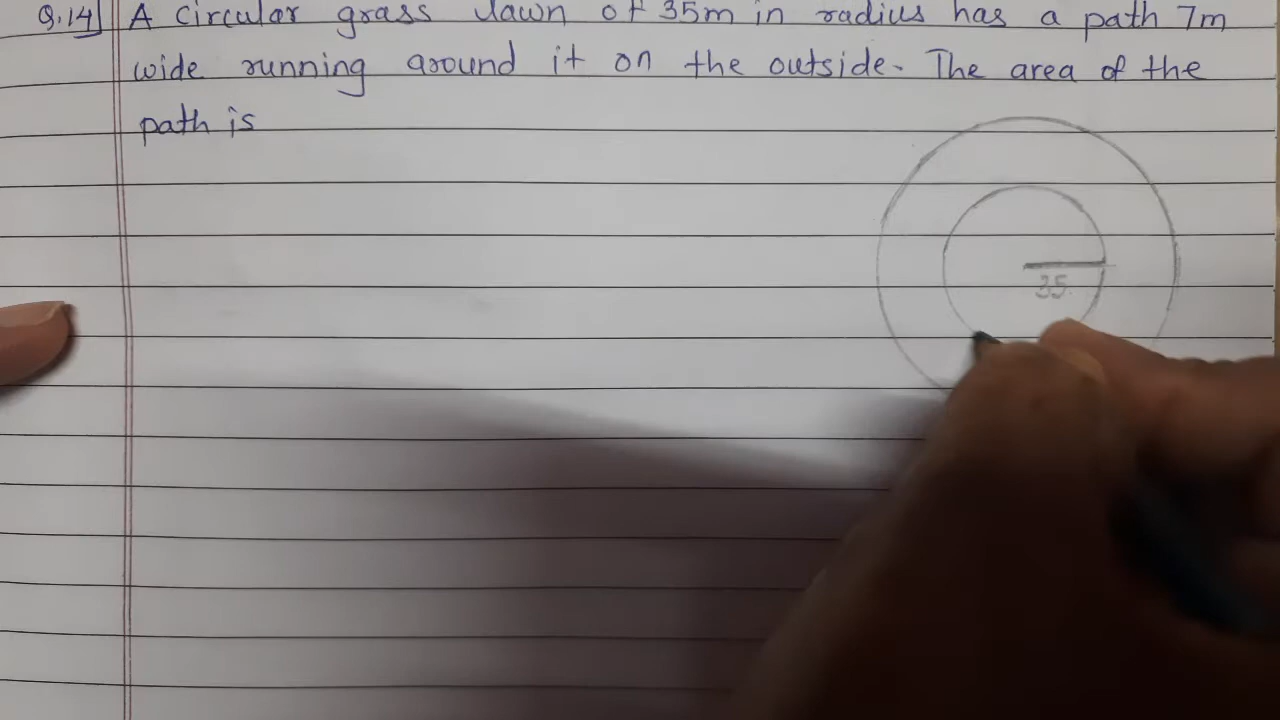 Q.14] A Circular grass lawn of 35m in radius has a path 7m
wide running around it on the outside. The area of the
path is
35